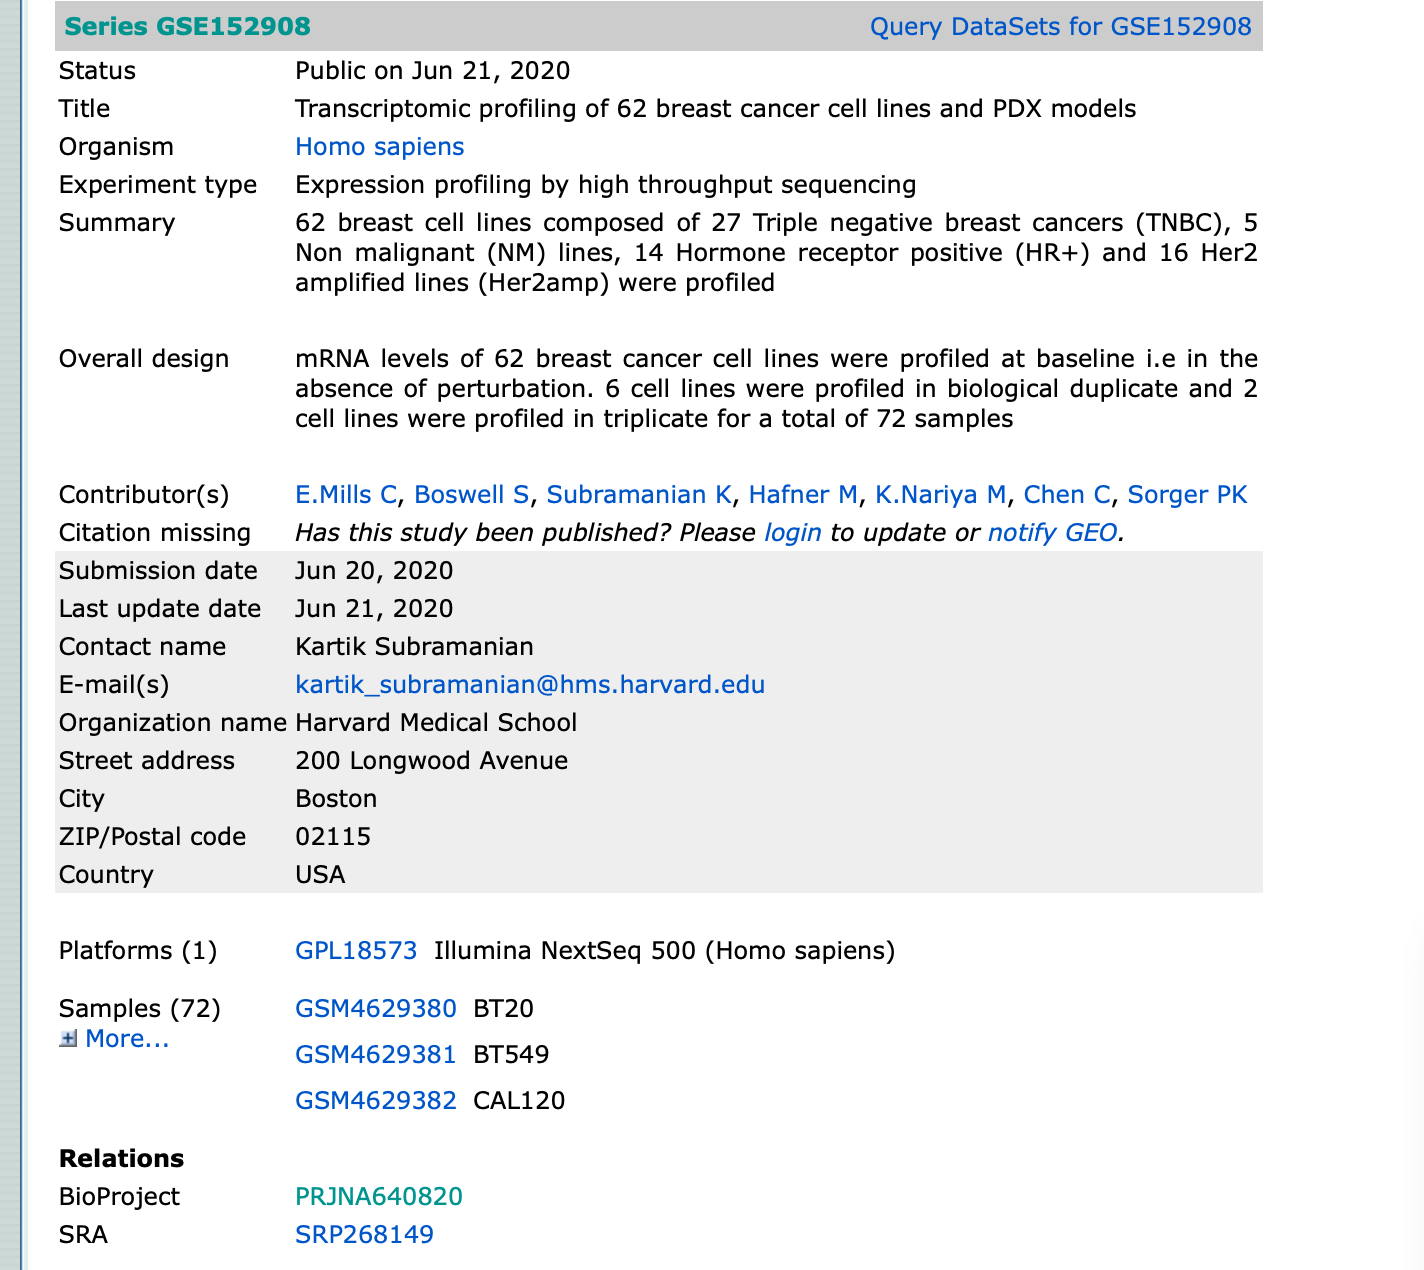 Series GSE152908 Query DataSets for GSE152908
Status Public on Jun 21, 2020
Title Transcriptomic profiling of 62 breast cancer cell lines and PDX models
Organism Homo sapiens
Experiment type Expression profiling by high throughput sequencing
Summary 62 breast cell lines composed of 27 Triple negative breast cancers (TNBC), 5
Non malignant (NM) lines, 14 Hormone receptor positive (HR+) and 16 Her2
amplified lines (Her2amp) were profiled
Overall design mRNA levels of 62 breast cancer cell lines were profiled at baseline i.e in the
absence of perturbation. 6 cell lines were profiled in biological duplicate and 2
cell lines were profiled in triplicate for a total of 72 samples
Contributor(s) E.Mills C, Boswell S, Subramanian K, Hafner M, K.Nariya M, Chen C, Sorger PK
Citation missing Has this study been published? Please login to update or notify GEO.
Submission date Jun 20, 2020
Last update date Jun 21, 2020
Contact name Kartik Subramanian
E-mail(s) kartik_subramanian@hms.harvard.edu
Organization name Harvard Medical School
Street address 200 Longwood Avenue
City Boston
ZIP/Postal code 02115
Country USA
Platforms (1) GPL18573 Illumina NextSeq 500 (Homo sapiens)
Samples (72) GSM4629380 BT20
More...
GSM4629381 BT549
GSM4629382 CAL120
Relations
BioProject PRJNA640820
SRA SRP268149